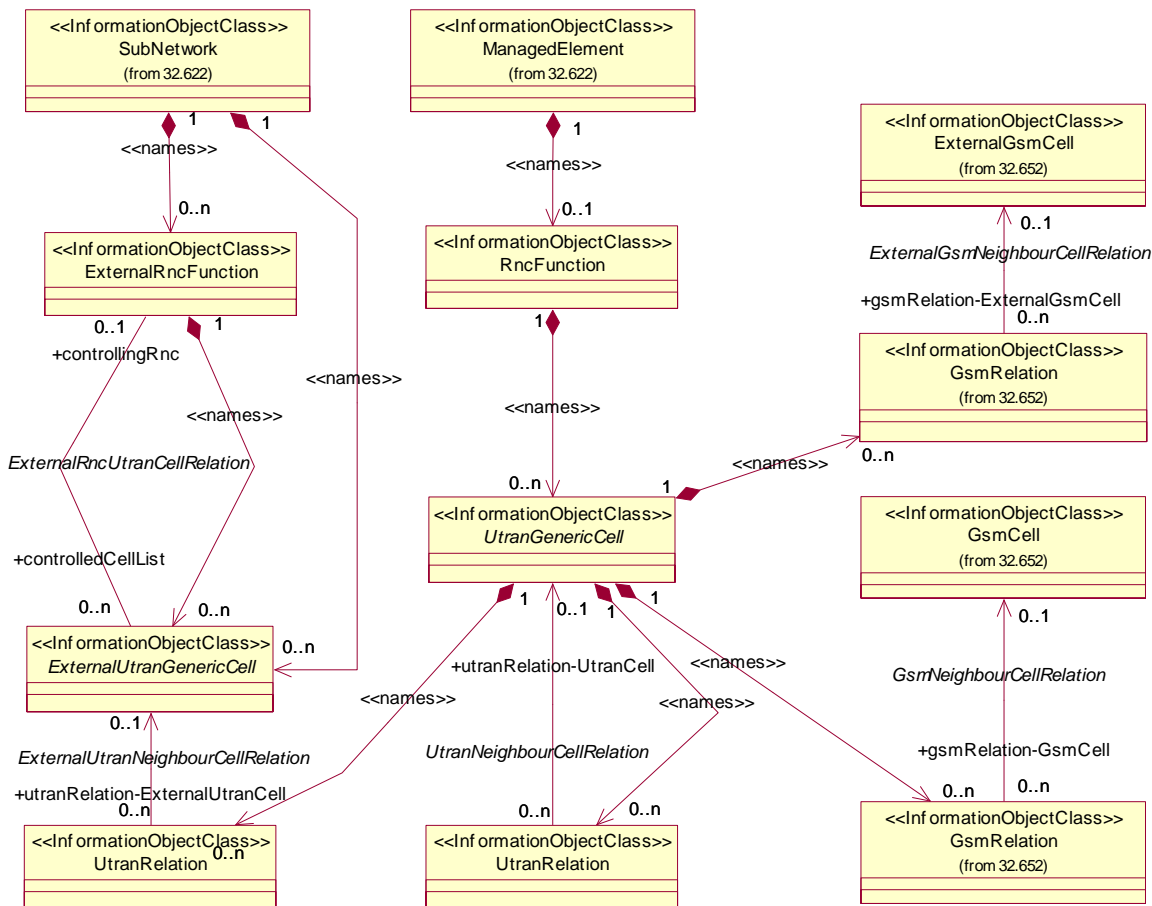 <<InformationObjectClass>>
SubNetwork
(from 32.622)
<<InformationObjectClass>>
ManagedElement
(from 32.622)
1
1
1
<<names>>
<<names>>
0..n
0..1
<<InformationObjectClass>>
ExternalGsmCell
(from 32.652)
0..1
ExternalGsmNeighbourCellRelation
+gsmRelation-ExternalGsmCell
0..n
<<InformationObjectClass>>
ExternalRncFunction
<<InformationObjectClass>>
RncFunction
0..1
1
+controllingRnc
1
<<names>>
<<names>>
<<names>>
ExternalRncUtranCellRelation
+controlledCellList
0..n
0..n
0..n
<<InformationObjectClass>>
GsmRelation
(from 32.652)
0..n
<<names>>
1
0..n
<<InformationObjectClass>>
UtranGenericCell
<<InformationObjectClass>>
GsmCell
(from 32.652)
0..1
1
0..1
1
1
<<InformationObjectClass>>
ExternalUtranGenericCell
+utranRelation-UtranCell
<<names>>
<<names>>
<<names>>
GsmNeighbourCellRelation
0..1
ExternalUtranNeighbourCellRelation
UtranNeighbourCellRelation
+gsmRelation-GsmCell
+utranRelation-ExternalUtranCell
0..n
0..n
0..n
0..n
0..n
0..n
<<InformationObjectClass>>
UtranRelation
<<InformationObjectClass>>
UtranRelation
<<InformationObjectClass>>
GsmRelation
(from 32.652)